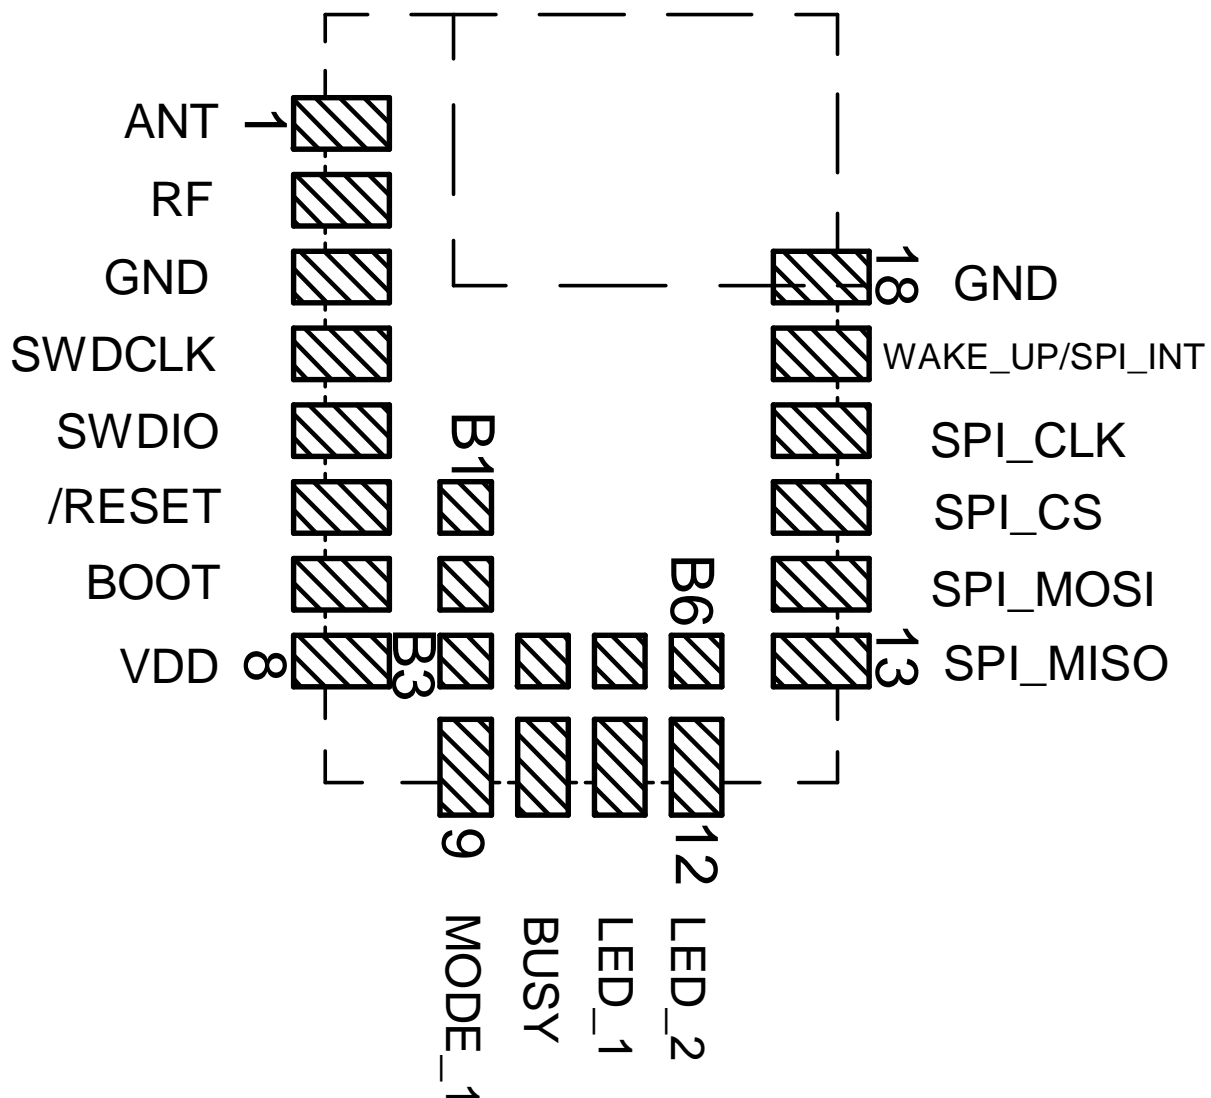 ANT 1
RF
GND
18 GND
SWDCLK
WAKE_UP/SPI_INT
SWDIO
B1
SPI_CLK
/RESET
SPI_CS
BOOT
B6
SPI_MOSI
VDD 8
B3
13 SPI_MISO
9
12
MODE_1
BUSY
LED_1
LED_2